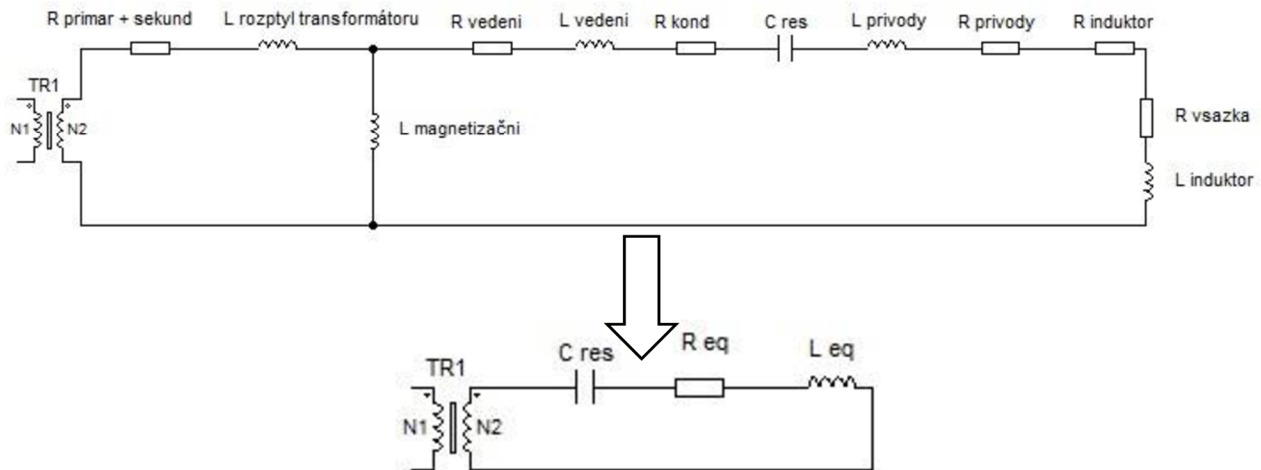 R primar + sekund
L rozptyl transformátoru
R vedeni
L vedeni
R kond
C res
L privody
R privody
R induktor
TR1
N1
N2
L magnetizačni
R vsazka
L induktor
C res
R eq
L eq
TR1
N1
N2